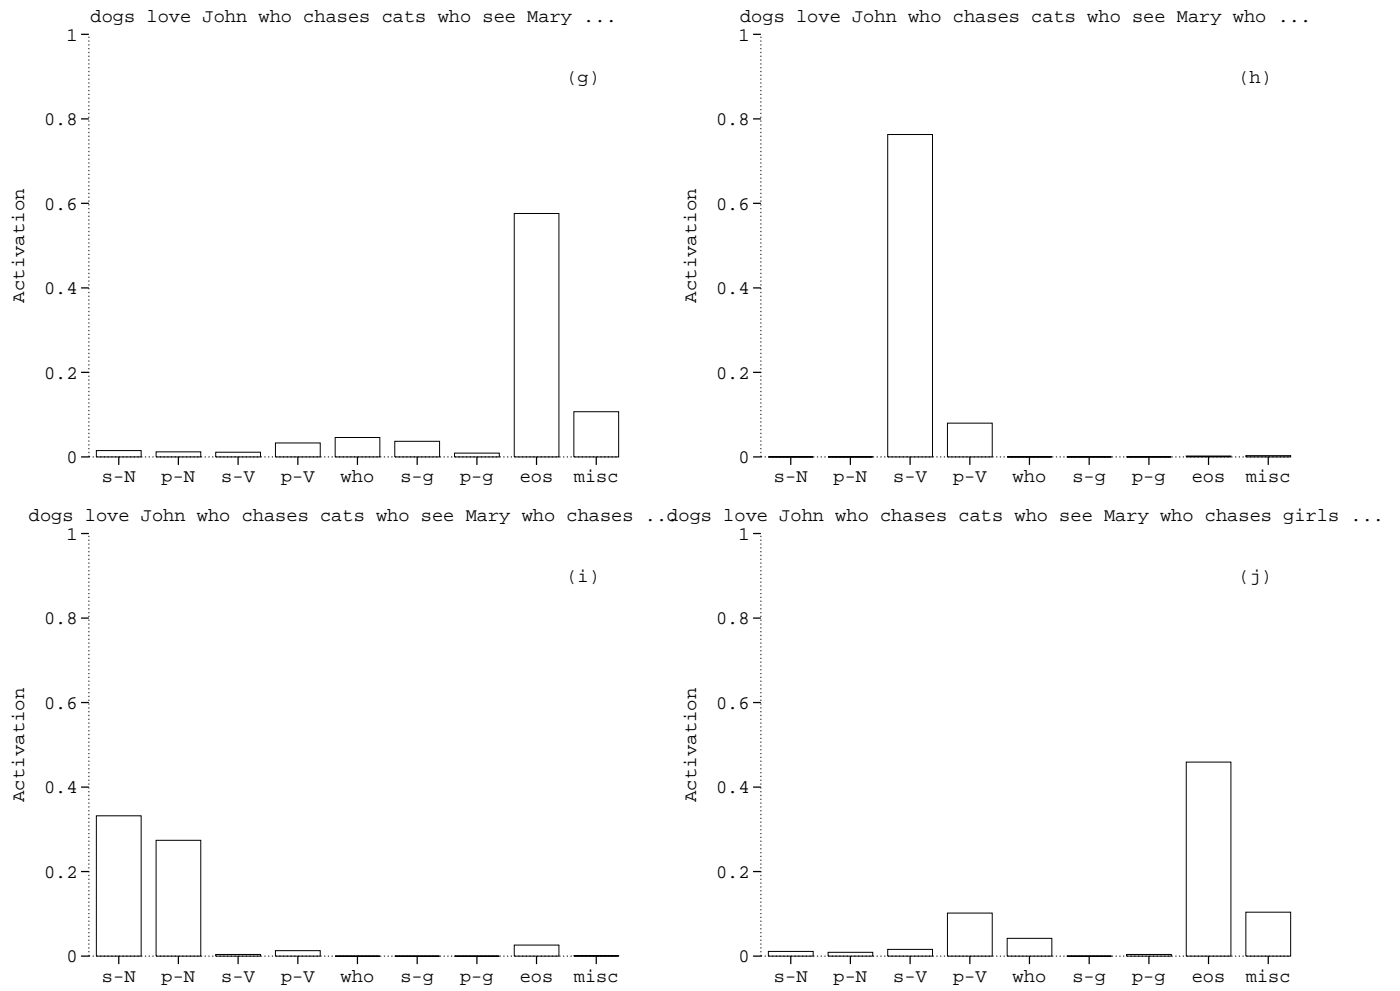 dogs love John who chases cats who see Mary ...
(g)
1
0.8
0.6
0.4
0.2
0
Activation
s-N p-N s-V p-V who s-g p-g eos misc
dogs love John who chases cats who see Mary who ...
(h)
1
0.8
0.6
0.4
0.2
0
Activation
s-N p-N s-V p-V who s-g p-g eos misc
dogs love John who chases cats who see Mary who chases ...
(i)
1
0.8
0.6
0.4
0.2
0
Activation
s-N p-N s-V p-V who s-g p-g eos misc
dogs love John who chases cats who see Mary who chases girls ...
(j)
1
0.8
0.6
0.4
0.2
0
Activation
s-N p-N s-V p-V who s-g p-g eos misc